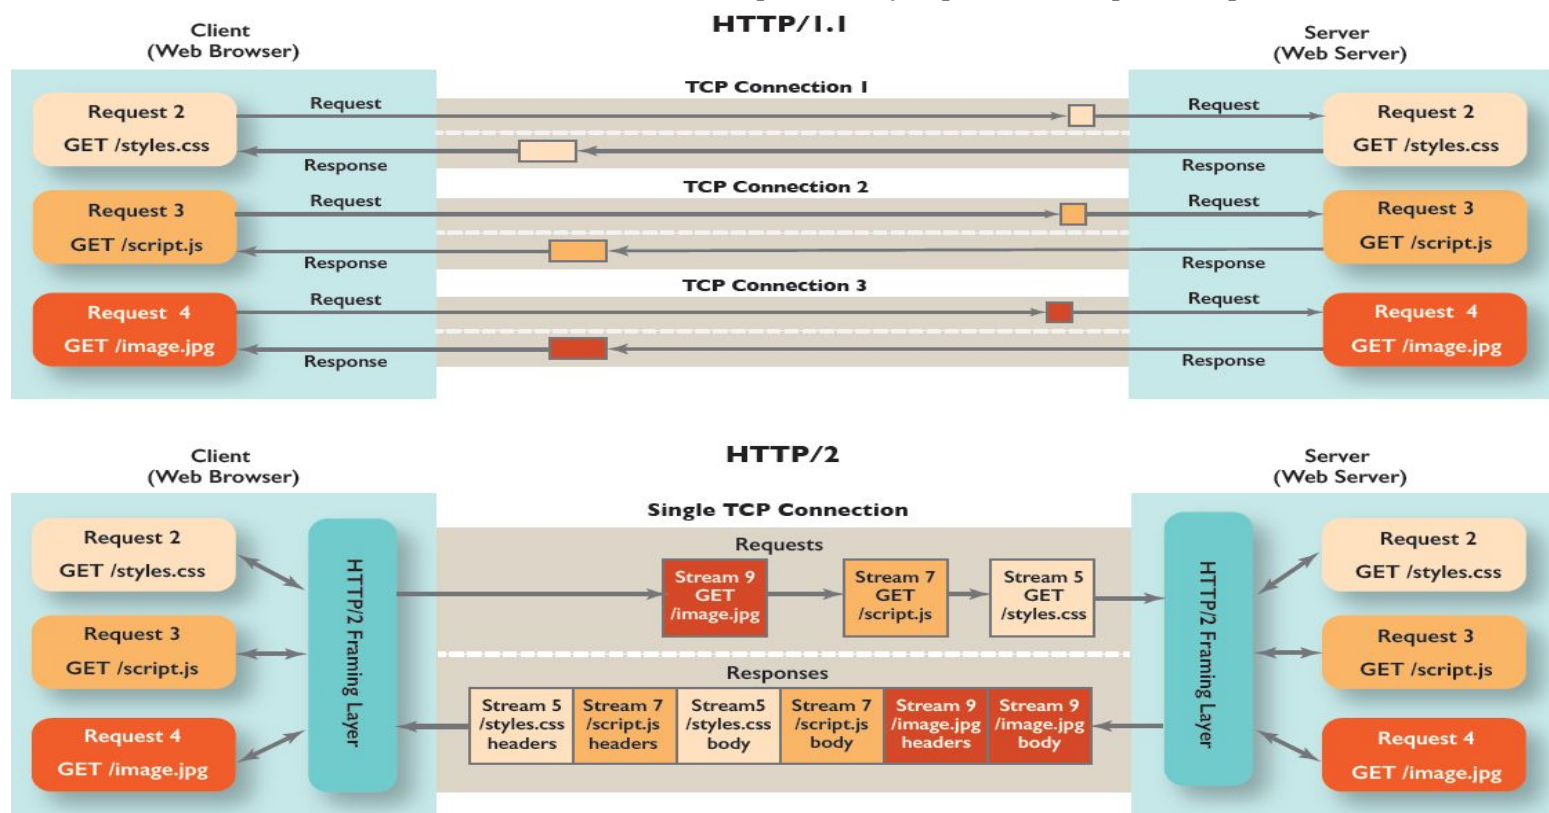 HTTP/1.1
Client
(Web Browser)
Server
(Web Server)
TCP Connection 1
Request 2
GET /styles.css
Request
Response
Request
Response
Request 2
GET /styles.css
TCP Connection 2
Request 3
GET /script.js
Request
Response
Request
Response
Request 3
GET /script.js
TCP Connection 3
Request 4
GET /image.jpg
Request
Response
Request
Response
Request 4
GET /image.jpg
HTTP/2
Client
(Web Browser)
Server
(Web Server)
Single TCP Connection
Request 2
GET /styles.css
Request 3
GET /script.js
Request 4
GET /image.jpg
HTTP/2 Framing Layer
Requests
Stream 9
GET
/image.jpg
Stream 7
GET
/script.js
Stream 5
GET
/styles.css
Responses
Stream 5
/styles.css
headers
Stream 7
/script.js
headers
Stream5
/styles.css
body
Stream 7
/script.js
body
Stream 9
/image.jpg
headers
Stream 9
/image.jpg
body
HTTP/2 Framing Layer
Request 2
GET /styles.css
Request 3
GET /script.js
Request 4
GET /image.jpg